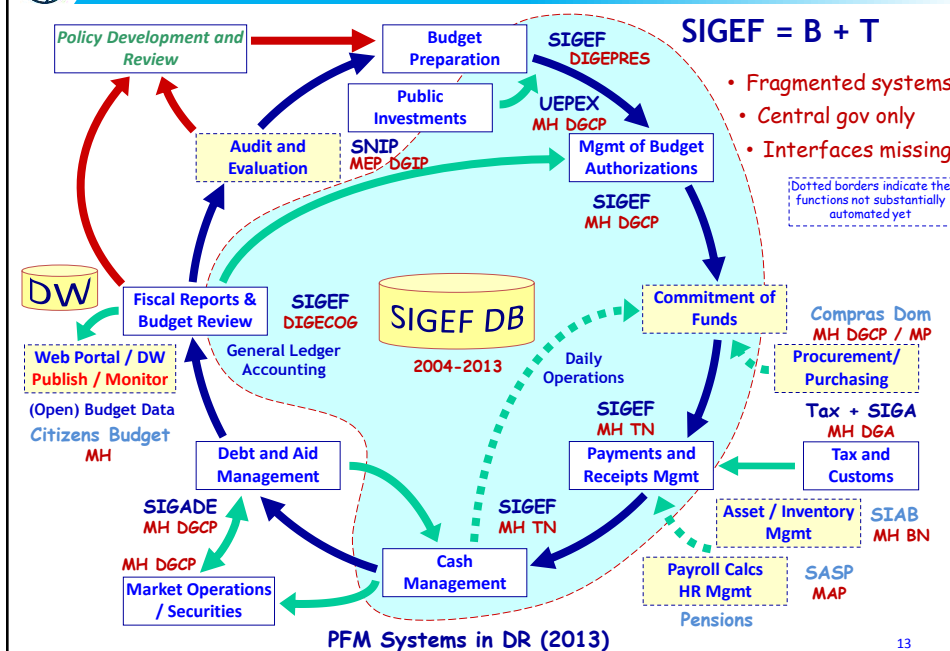 SIGEF = B + T
Policy Development and
Review
Budget
Preparation
SIGEF
DIGEPRES
• Fragmented systems
• Central gov only
• Interfaces missing
Public
Investments
UEPEX
MH DGCP
Audit and
Evaluation
SNIP
MEP DGIP
Mgmt of Budget
Authorizations
SIGEF
MH DGCP
Dotted borders indicate the
functions not substantially
automated yet
DW
Fiscal Reports &
Budget Review
SIGEF
DIGECOG
General Ledger
Accounting
SIGEF DB
2004-2013
Commitment of
Funds
Compras Dom
MH DGCP / MP
Procurement/
Purchasing
Web Portal / DW
Publish / Monitor
(Open) Budget Data
Citizens Budget
MH
Daily
Operations
SIGEF
MH TN
Tax + SIGA
MH DGA
Debt and Aid
Management
Payments and
Receipts Mgmt
Tax and
Customs
SIGADE
MH DGCP
SIGEF
MH TN
Asset / Inventory
Mgmt
SIAB
MH BN
MH DGCP
Market Operations
/ Securities
Cash
Management
Payroll Calcs
HR Mgmt
SASP
MAP
Pensions
PFM Systems in DR (2013)
13